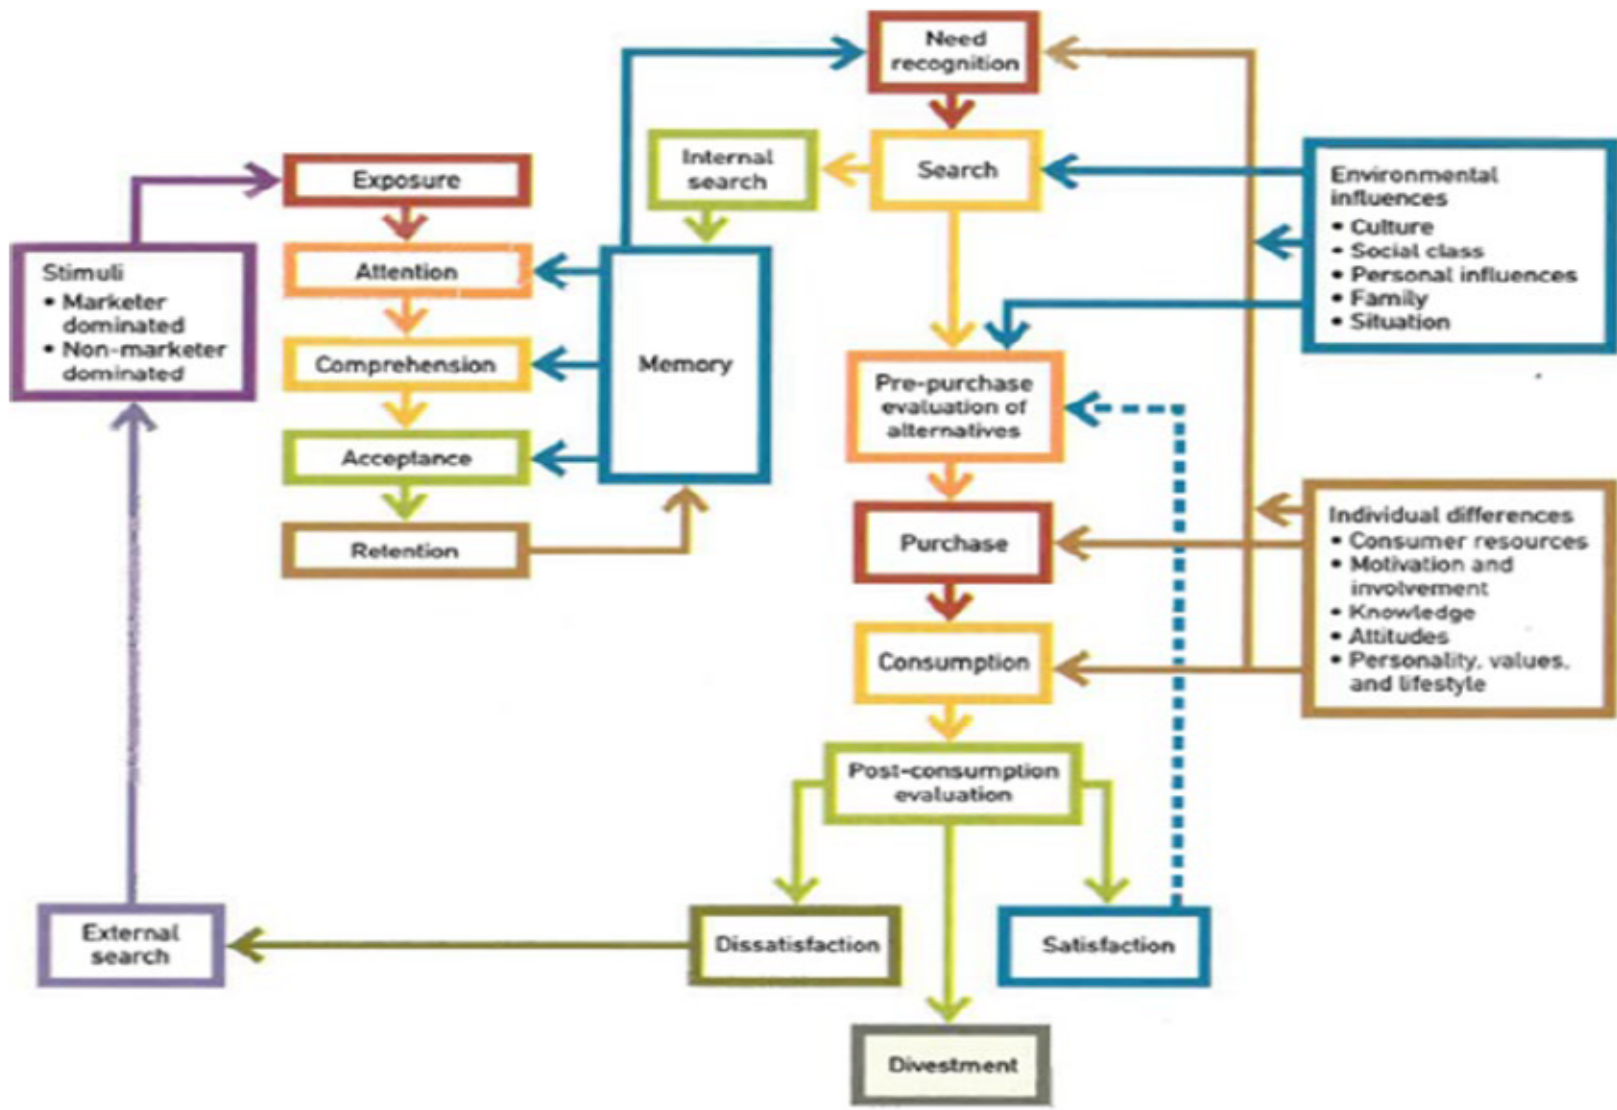 Need
recognition
Internal
search
Search
Exposure
Environmental
influences
• Culture
• Social class
• Personal influences
• Family
• Situation
Stimuli
• Marketer
dominated
• Non-marketer
dominated
Attention
Comprehension
Memory
Pre-purchase
evaluation of
alternatives
Acceptance
Retention
Purchase
Individual differences
• Consumer resources
• Motivation and
involvement
• Knowledge
• Attitudes
• Personality, values,
and lifestyle
Consumption
Post-consumption
evaluation
External
search
Dissatisfaction
Satisfaction
Divestment